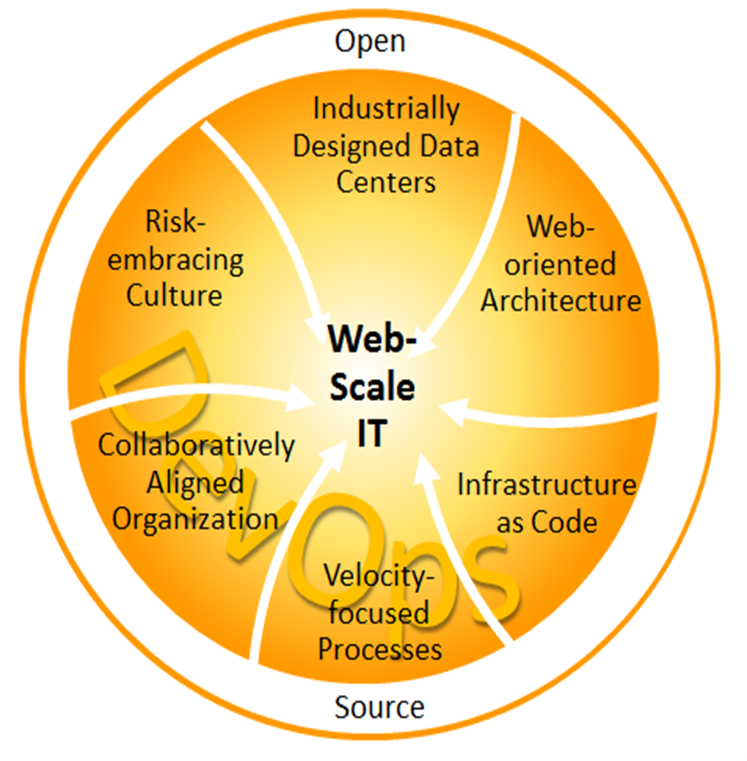 Open
Industrially
Designed Data
Centers
Web-
oriented
Architecture
Infrastructure
as Code
Velocity-
focused
Processes
Collaboratively
Aligned
Organization
Risk-
embracing
Culture
Web-
Scale
IT
DevOps
Source